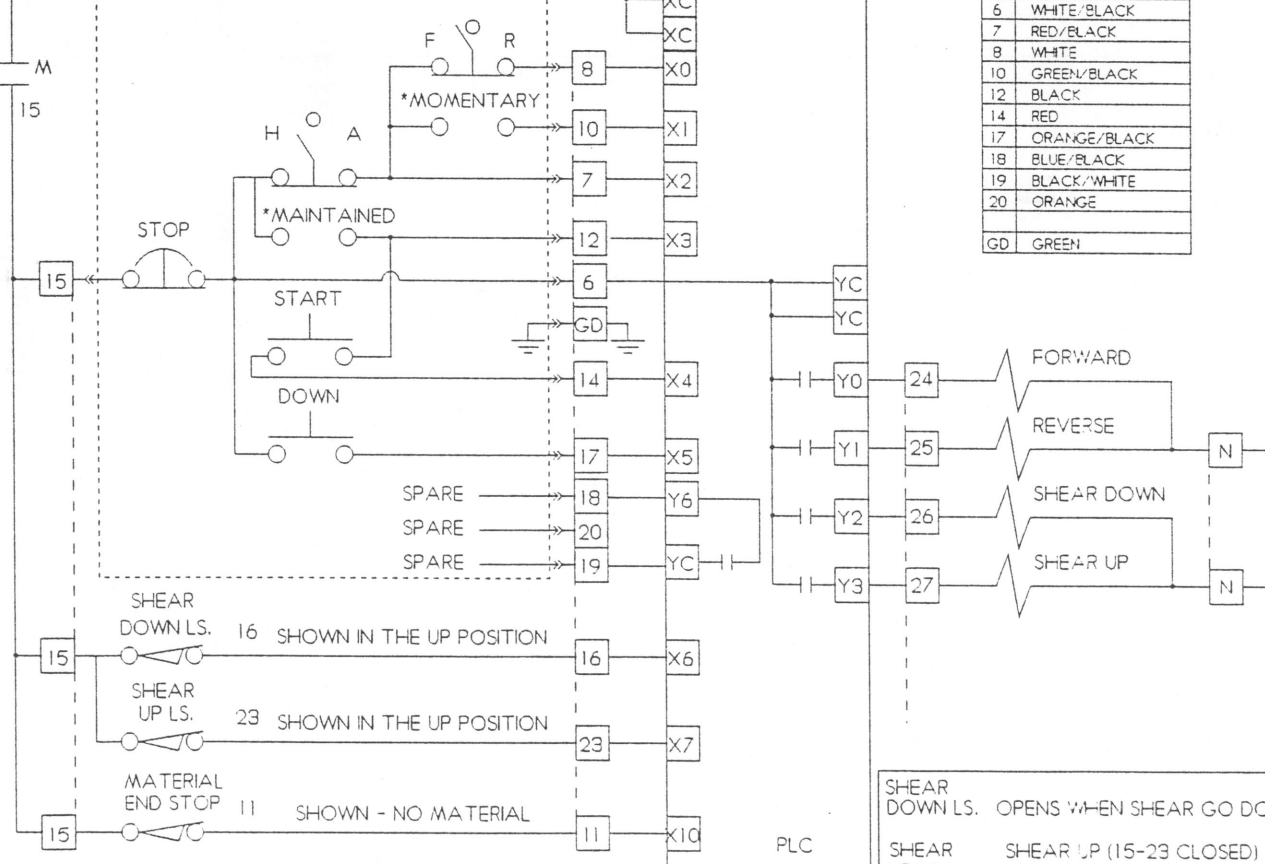 XC
6 WHITE/BLACK
XC
7 RED/BLACK
F R
8 WHITE
M
8 X0
10 GREEN/BLACK
15
*MOMENTARY
12 BLACK
14 RED
H A
10 X1
17 ORANGE/BLACK
18 BLUE/BLACK
7 X2
19 BLACK/WHITE
20 ORANGE
*MAINTAINED
STOP
12 X3
GD GREEN
15
6 YC
START
GD YC
FORWARD
14 X4 Y0 24
DOWN
REVERSE
17 X5 Y1 25 N
SPARE 18 Y6
SHEAR DOWN
SPARE 20 Y2 26
SPARE 19 YC
SHEAR UP
Y3 27 N
SHEAR
DOWN LS. 16 SHOWN IN THE UP POSITION
15 16 X6
SHEAR
UP LS. 23 SHOWN IN THE UP POSITION
23 X7
MATERIAL
END STOP 11 SHOWN - NO MATERIAL
15 11 X10
PLC
SHEAR
DOWN LS. OPENS WHEN SHEAR GO DO
SHEAR SHEAR UP (15-23 CLOSED)